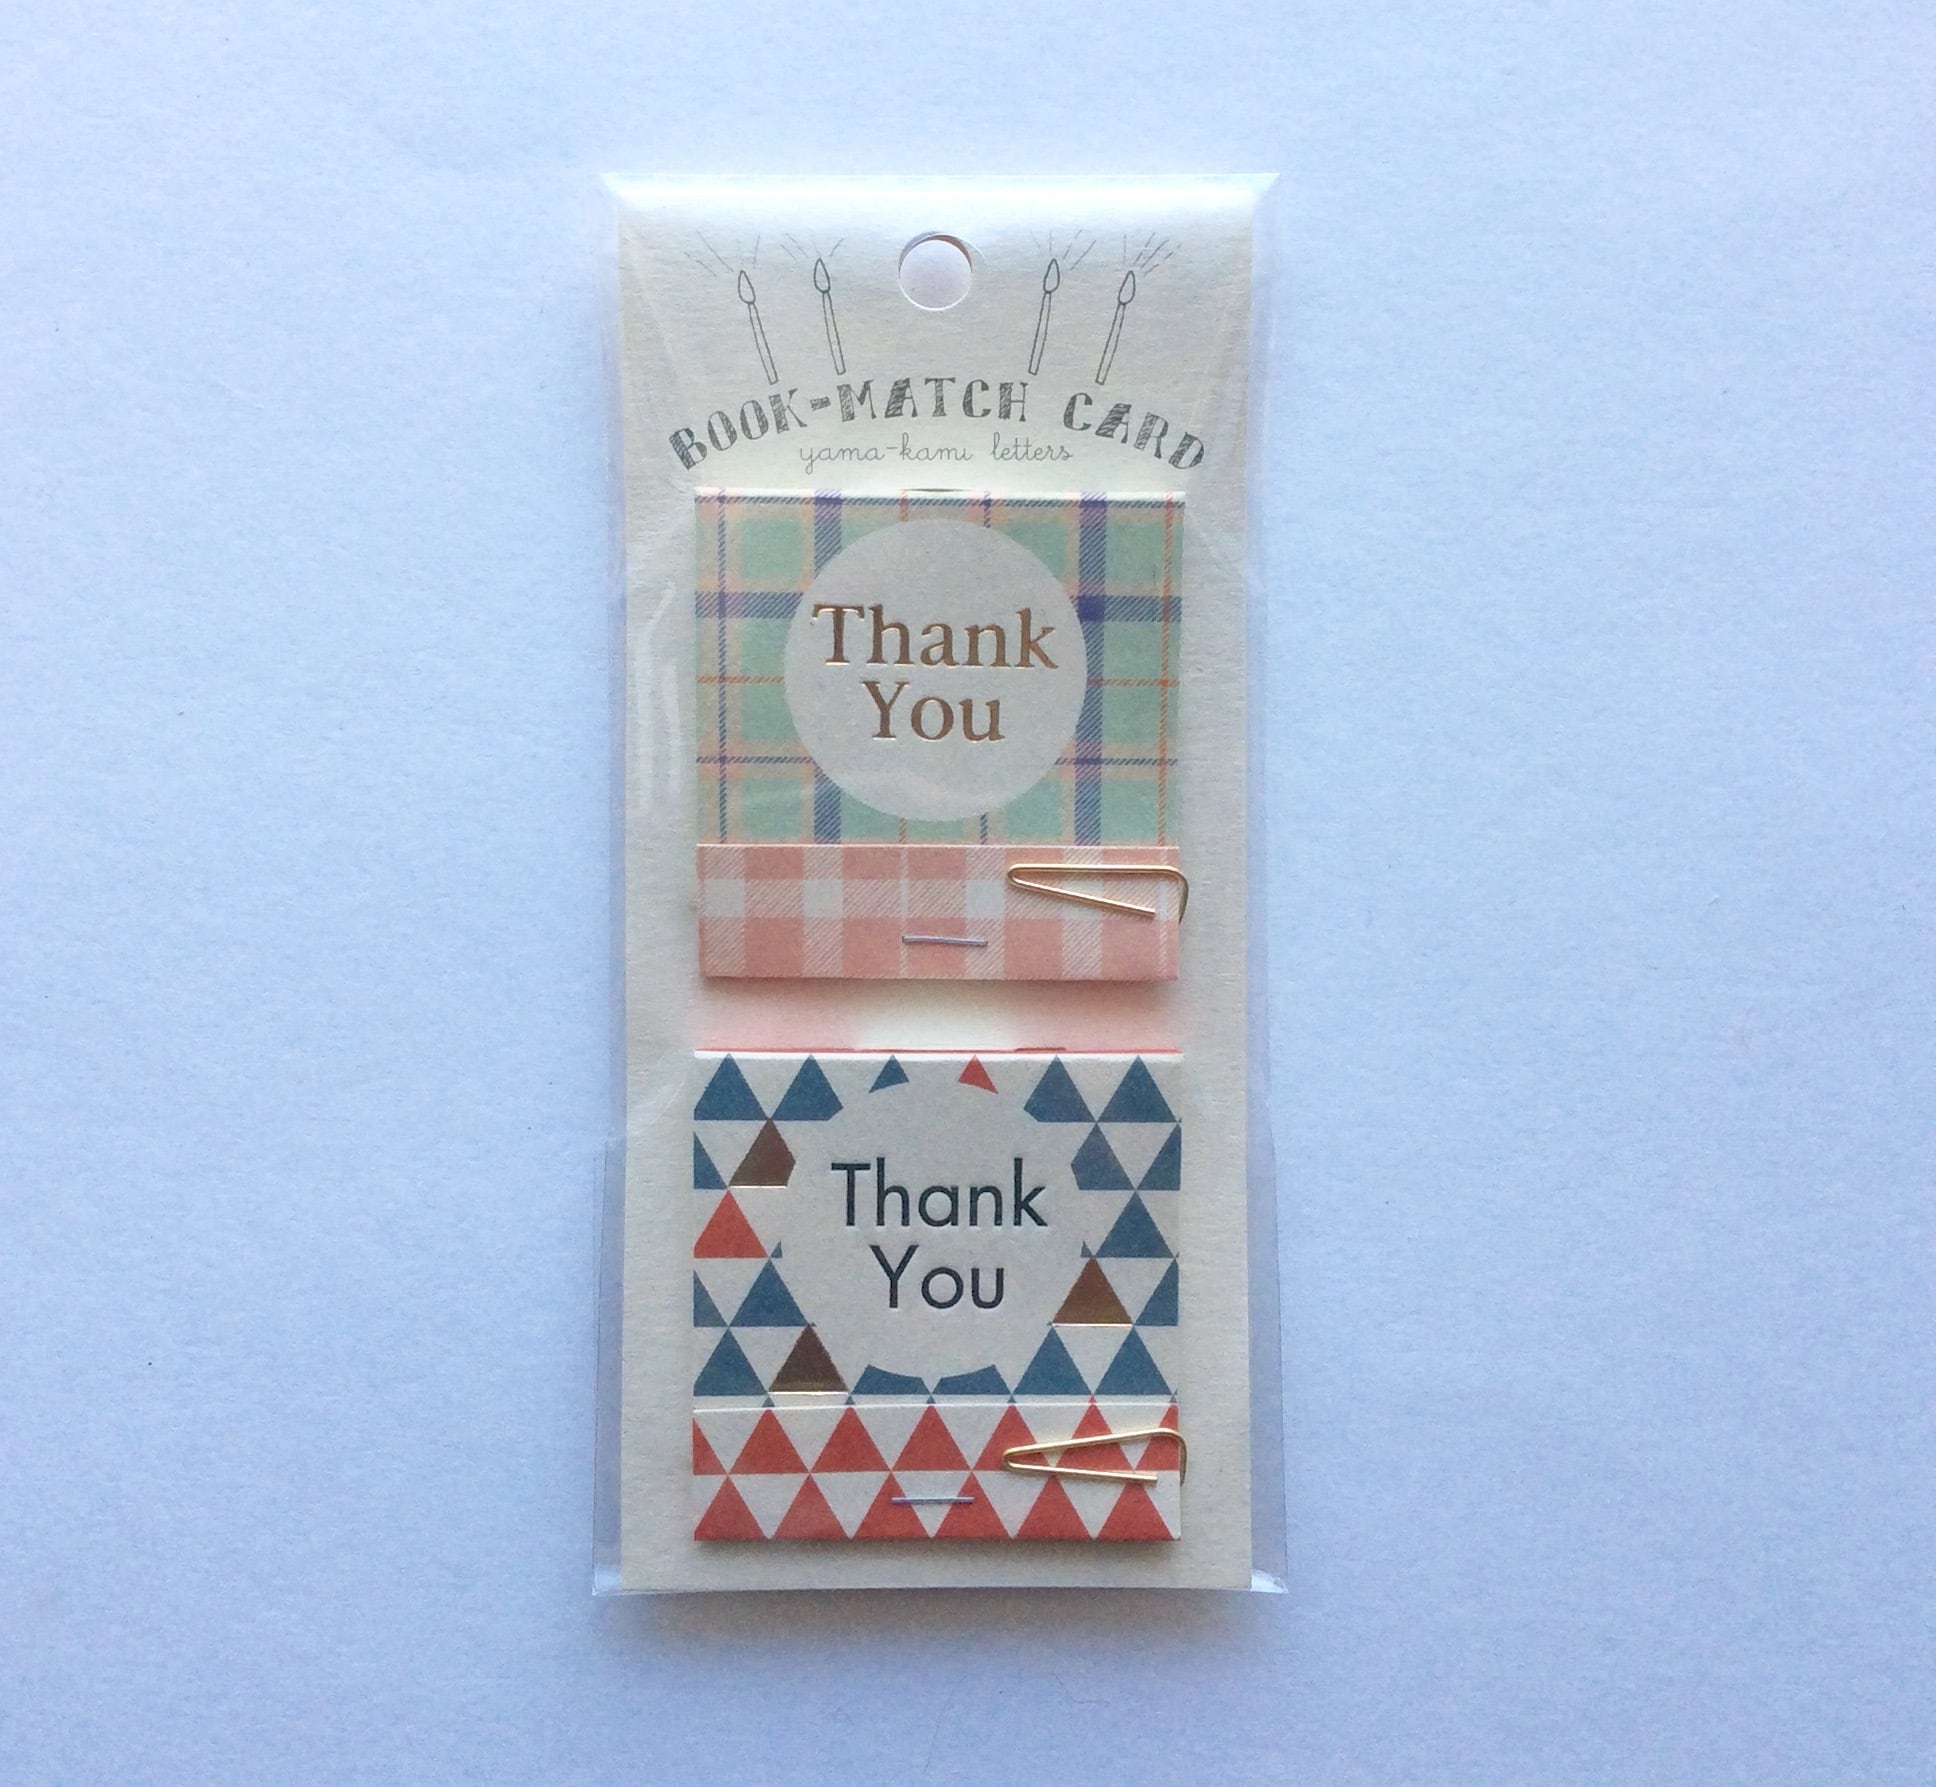 BOOK-MATCH CARD
yama-kami letters
Thank
You
Thank
You